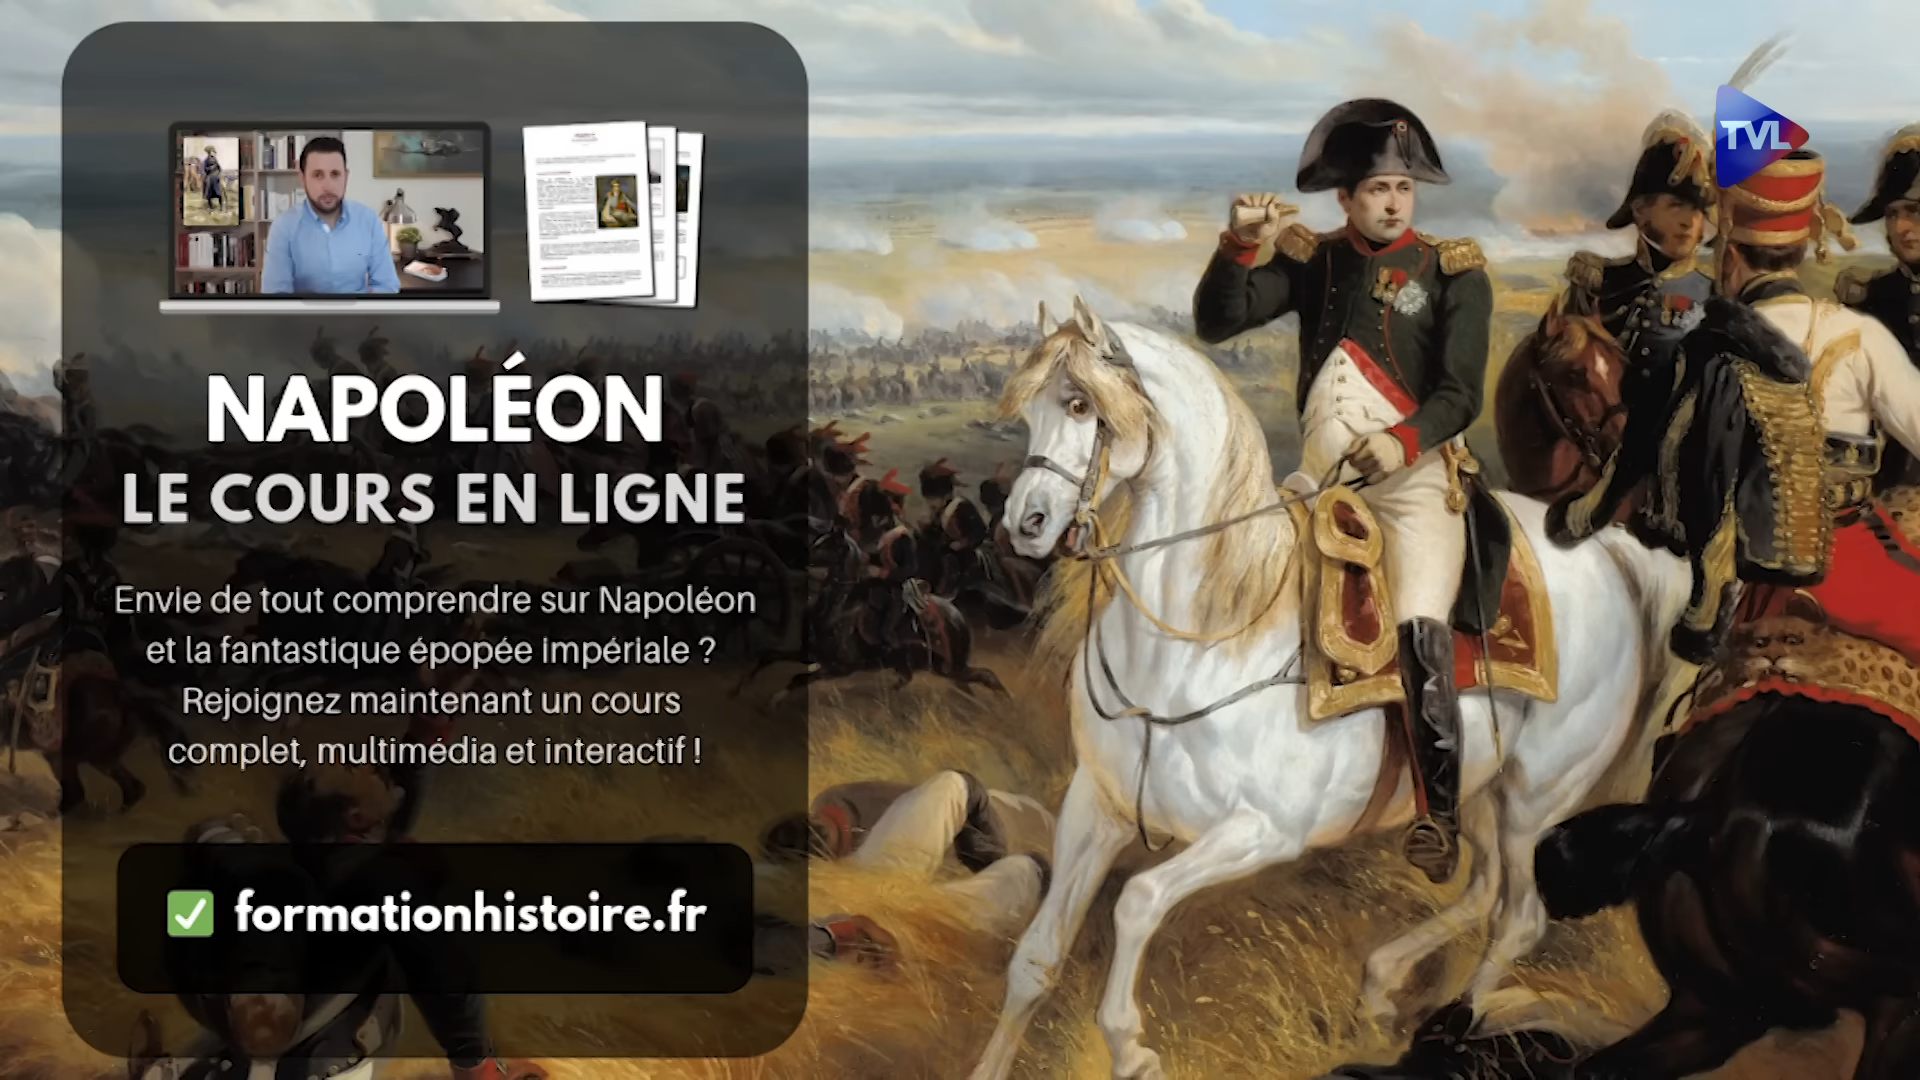 TVL
NAPOLÉON
LE COURS EN LIGNE
Envie de tout comprendre sur Napoléon
et la fantastique épopée impériale ?
Rejoignez maintenant un cours
complet, multimédia et interactif !
✅ formationhistoire.fr